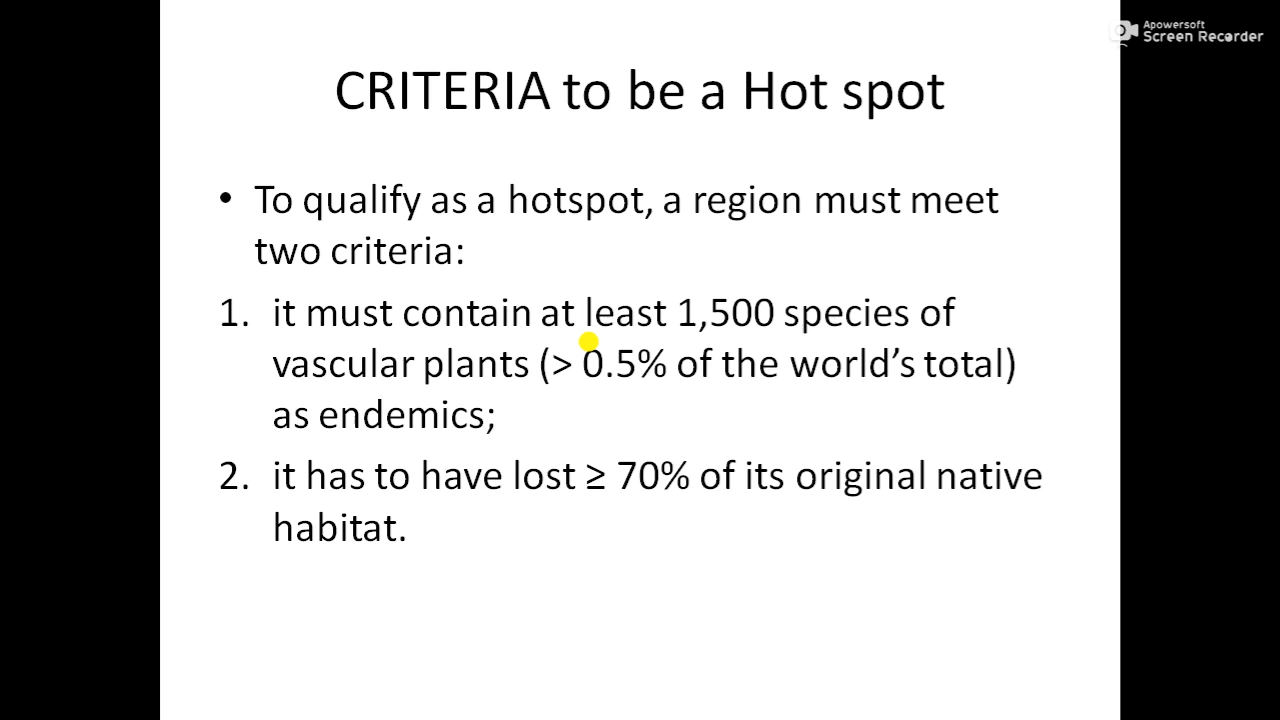 Apowersoft
Screen Recorder
CRITERIA to be a Hot spot
• To qualify as a hotspot, a region must meet
two criteria:
1. it must contain at least 1,500 species of
vascular plants (> 0.5% of the world’s total)
as endemics;
2. it has to have lost ≥ 70% of its original native
habitat.